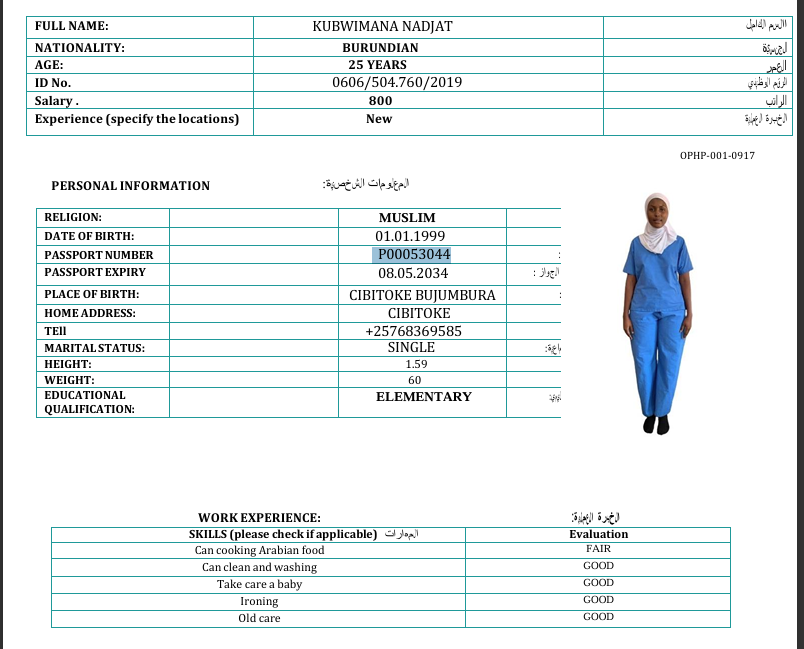 FULL NAME: KUBWIMANA NADJAT الاسم الكامل
NATIONALITY: BURUNDIAN الجنسية
AGE: 25 YEARS العمر
ID No. 0606/504.760/2019 الرقم الوظيفي
Salary . 800 الراتب
Experience (specify the locations) New الخبرة العملية
OPHP-001-0917
PERSONAL INFORMATION المعلومات الشخصية:
RELIGION: MUSLIM
DATE OF BIRTH: 01.01.1999
PASSPORT NUMBER P00053044 :
PASSPORT EXPIRY 08.05.2034 الجواز :
PLACE OF BIRTH: CIBITOKE BUJUMBURA :
HOME ADDRESS: CIBITOKE
TEll +25768369585
MARITAL STATUS: SINGLE
HEIGHT: 1.59
WEIGHT: 60
EDUCATIONAL QUALIFICATION: ELEMENTARY
WORK EXPERIENCE: الخبرة العملية:
SKILLS (please check if applicable) المهارات Evaluation
Can cooking Arabian food FAIR
Can clean and washing GOOD
Take care a baby GOOD
Ironing GOOD
Old care GOOD